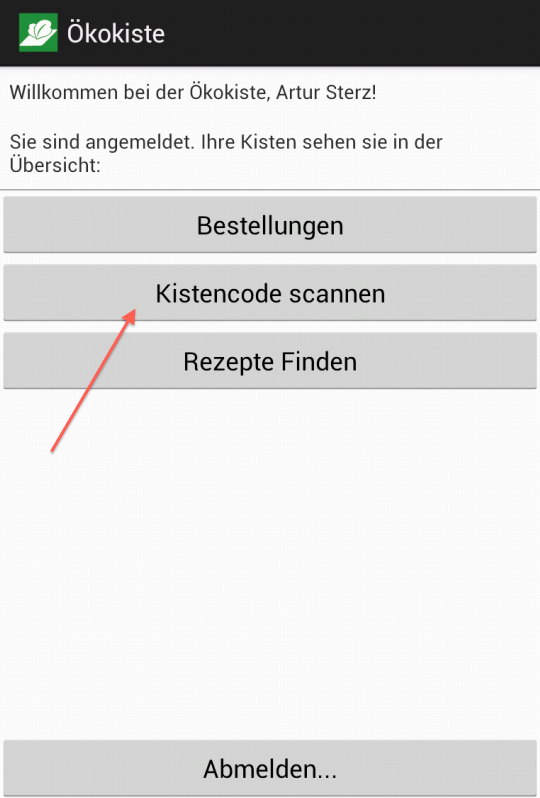 Ökokiste
Willkommen bei der Ökokiste, Artur Sterz!
Sie sind angemeldet. Ihre Kisten sehen sie in der
Übersicht:
Bestellungen
Kistencode scannen
Rezepte Finden
Abmelden...